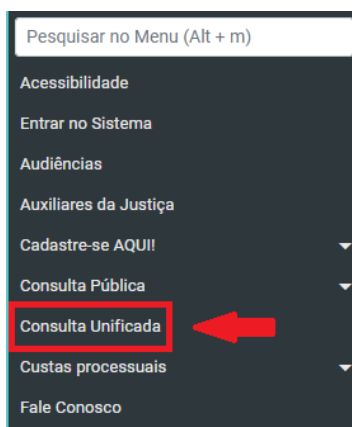 Pesquisar no Menu (Alt + m)
Acessibilidade
Entrar no Sistema
Audiências
Auxiliares da Justiça
Cadastre-se AQUI!
Consulta Pública
Consulta Unificada
Custas processuais
Fale Conosco